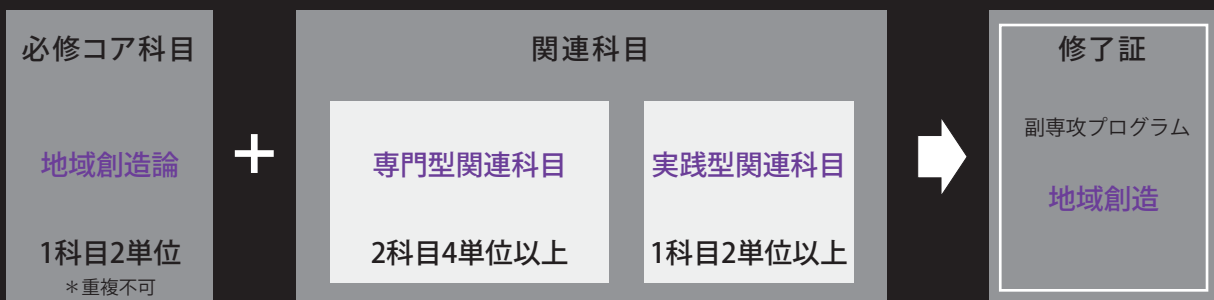 必修コア科目
地域創造論
1科目2単位
＊重複不可
+
関連科目
専門型関連科目
2科目4単位以上
実践型関連科目
1科目2単位以上
修了証
副専攻プログラム
地域創造